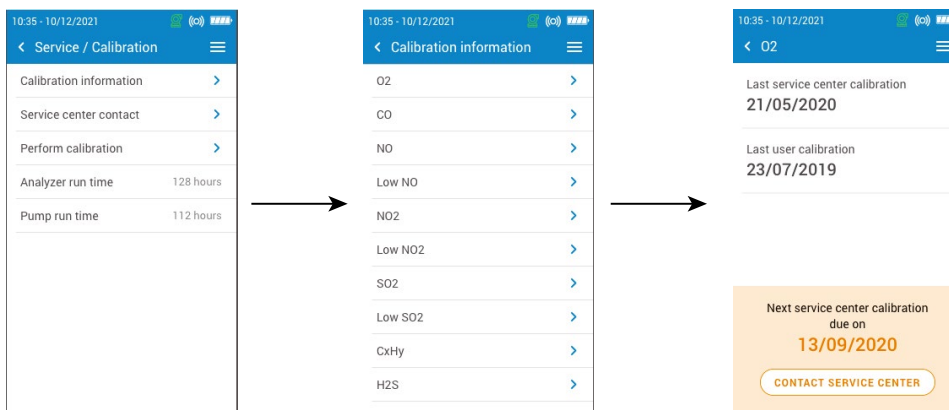 10:35 - 10/12/2021
Service / Calibration
Calibration information
Service center contact
Perform calibration
Analyzer run time 128 hours
Pump run time 112 hours
10:35 - 10/12/2021
Calibration information
O2
CO
NO
Low NO
NO2
Low NO2
SO2
Low SO2
CxHy
H2S
10:35 - 10/12/2021
O2
Last service center calibration
21/05/2020
Last user calibration
23/07/2019
Next service center calibration
due on
13/09/2020
CONTACT SERVICE CENTER